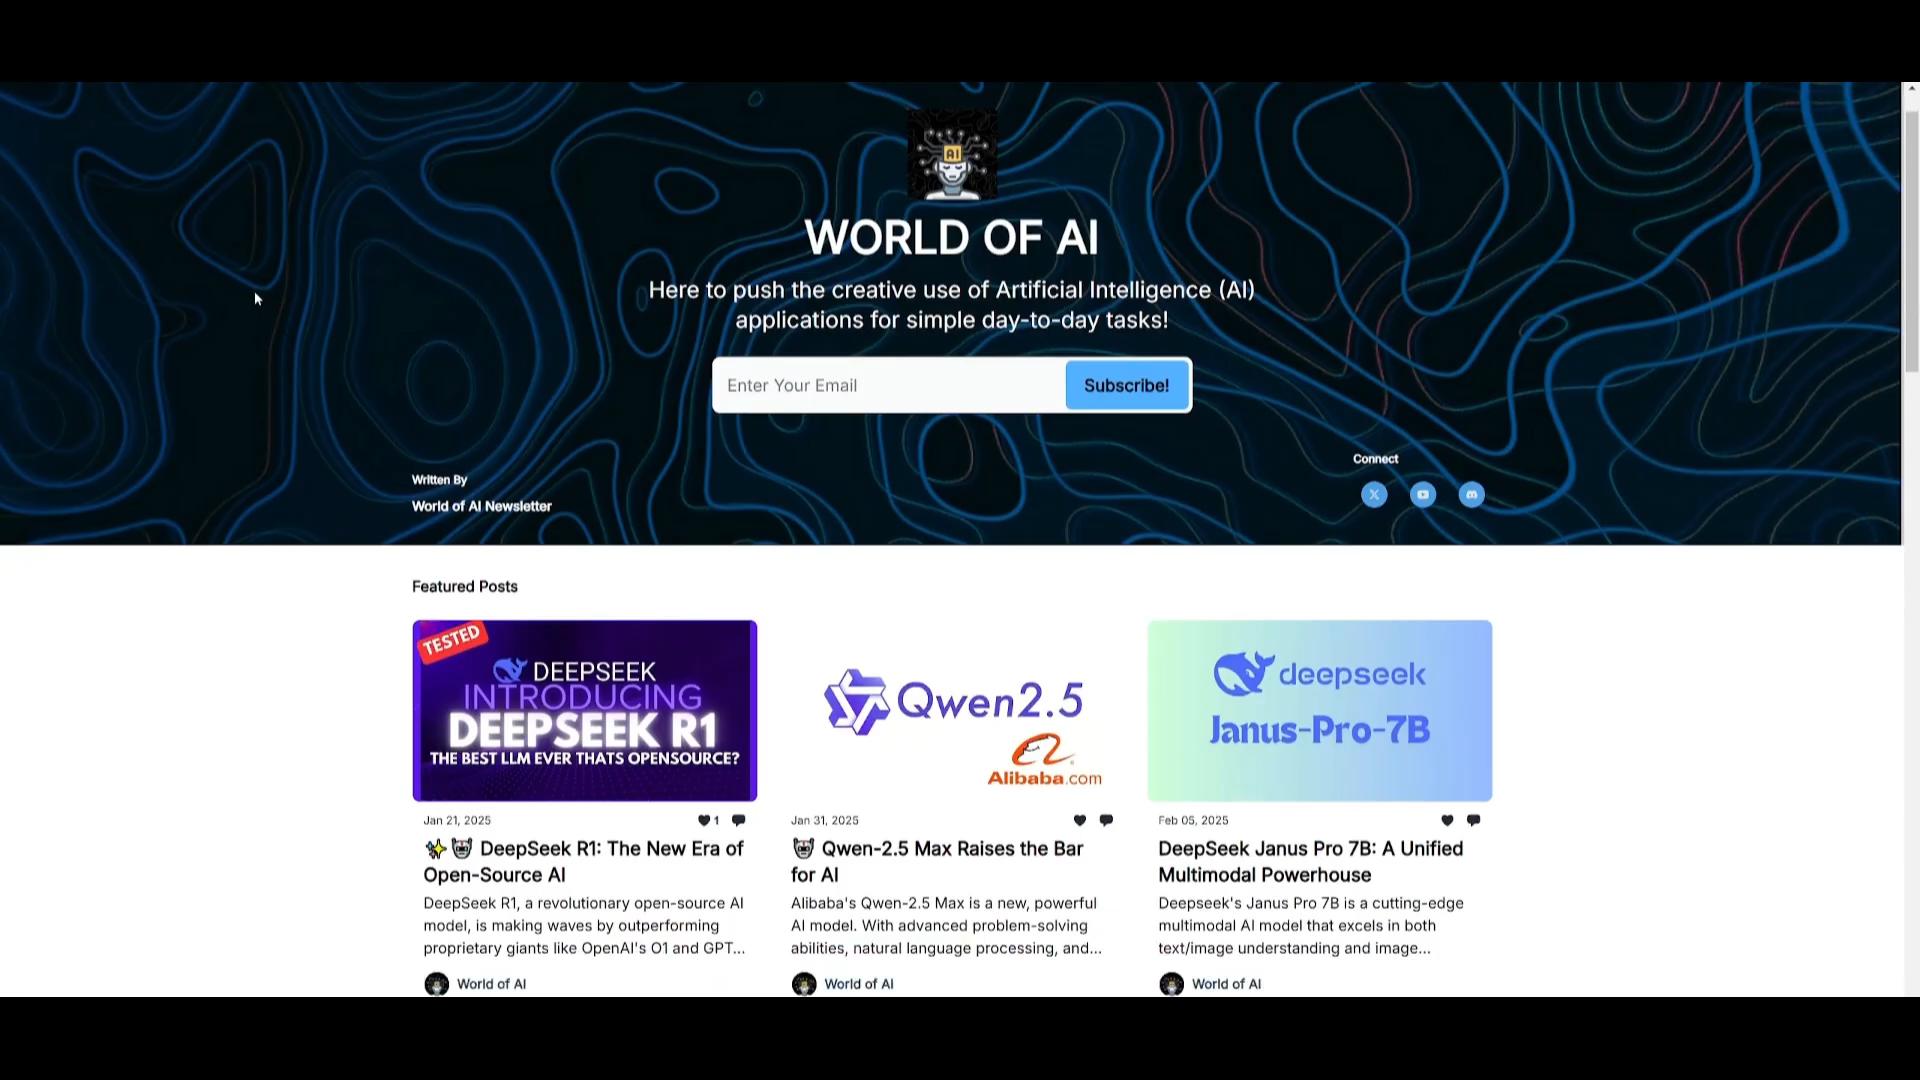 AI
WORLD OF AI
Here to push the creative use of Artificial Intelligence (AI)
applications for simple day-to-day tasks!
Enter Your Email
Subscribe!
Written By
World of AI Newsletter
Connect
Featured Posts
TESTED
DEEPSEEK
INTRODUCING
DEEPSEEK R1
THE BEST LLM EVER THATS OPENSOURCE?
Jan 21, 2025
1
DeepSeek R1: The New Era of
Open-Source AI
DeepSeek R1, a revolutionary open-source AI
model, is making waves by outperforming
proprietary giants like OpenAI's O1 and GPT...
World of AI
Qwen2.5
Alibaba.com
Jan 31, 2025
Qwen-2.5 Max Raises the Bar
for AI
Alibaba's Qwen-2.5 Max is a new, powerful
AI model. With advanced problem-solving
abilities, natural language processing, and...
World of AI
deepseek
Janus-Pro-7B
Feb 05, 2025
DeepSeek Janus Pro 7B: A Unified
Multimodal Powerhouse
Deepseek's Janus Pro 7B is a cutting-edge
multimodal AI model that excels in both
text/image understanding and image...
World of AI